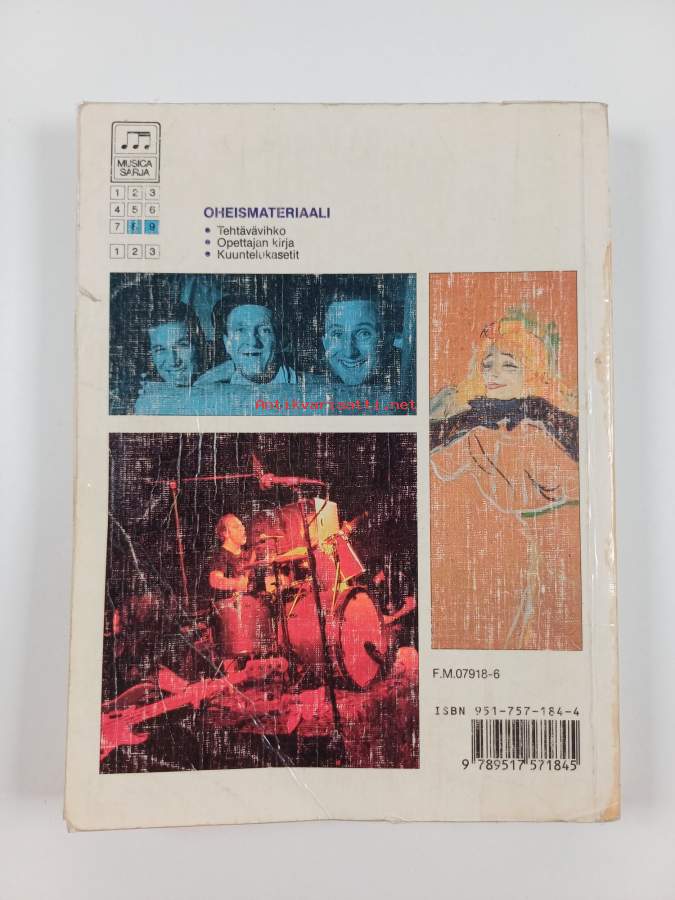 MUSICA
SARJA
1 2 3
4 5 6
7 8 9
1 2 3
OHEISMATERIAALI
• Tehtävävihko
• Opettajan kirja
• Kuuntelukasetit
Antikvariaatti.net
F.M.07918-6
ISBN 951-757-184-4
9 789517 571845